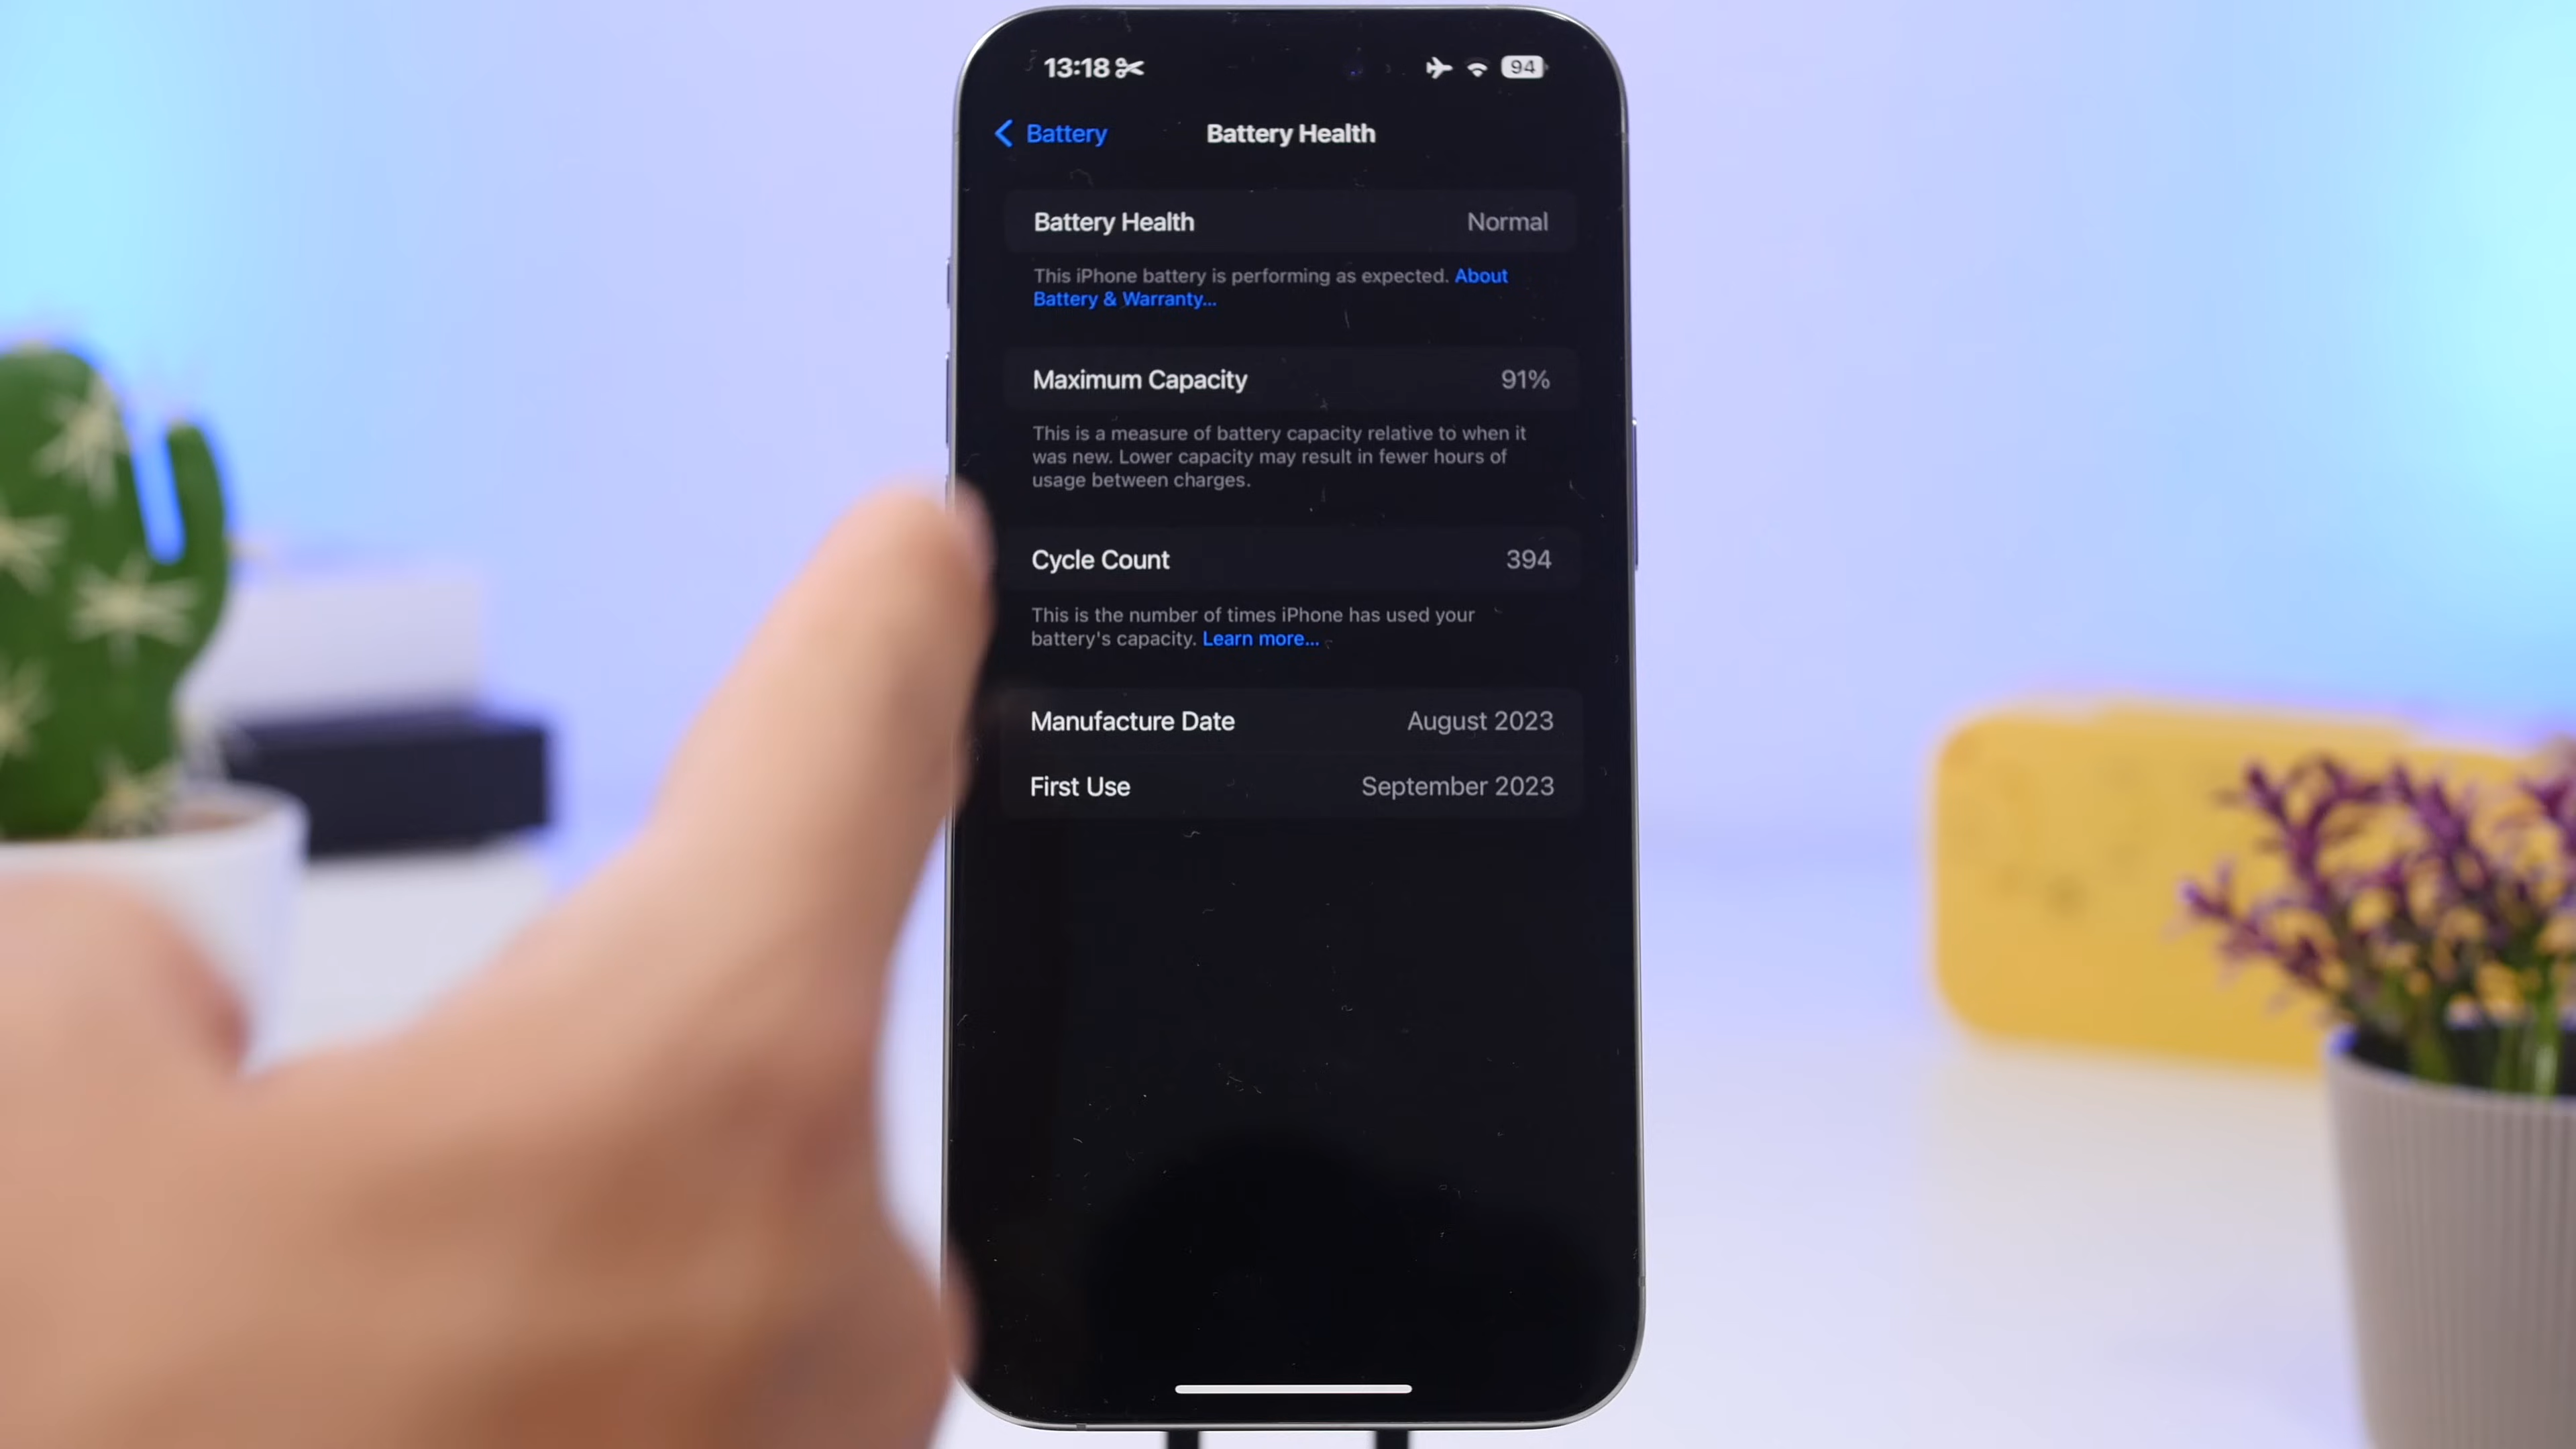 13:18
94
Battery
Battery Health
Battery Health Normal
This iPhone battery is performing as expected. About
Battery & Warranty...
Maximum Capacity 91%
This is a measure of battery capacity relative to when it
was new. Lower capacity may result in fewer hours of
usage between charges.
Cycle Count 394
This is the number of times iPhone has used your
battery's capacity. Learn more...
Manufacture Date August 2023
First Use September 2023